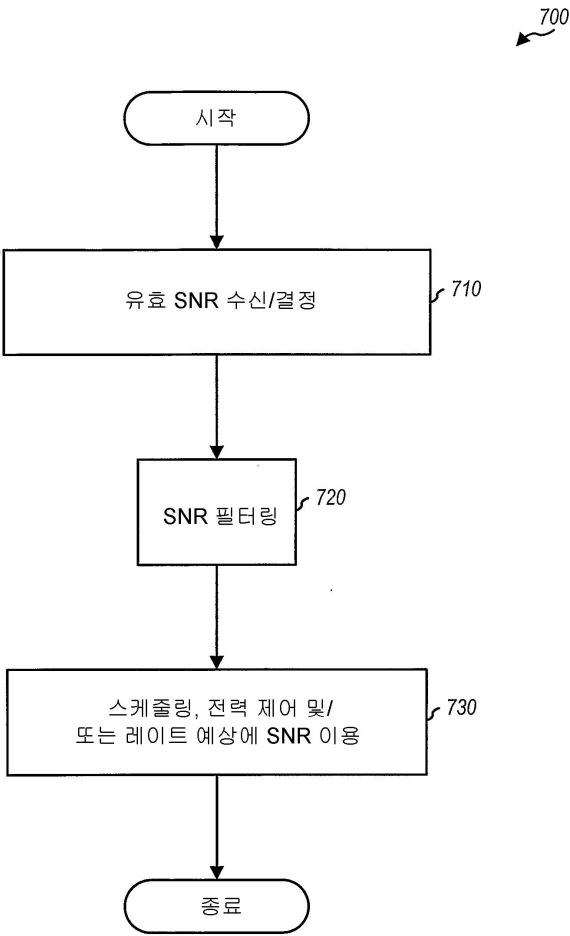 700
시작
유효 SNR 수신/결정
710
SNR 필터링
720
스케줄링, 전력 제어 및/
또는 레이트 예상에 SNR 이용
730
종료